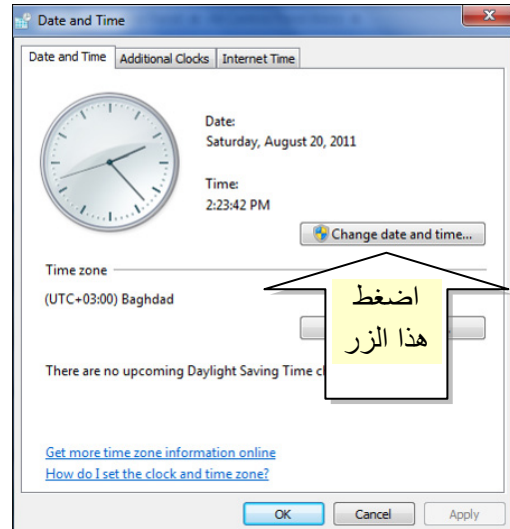 Date and Time
Date and Time Additional Clocks Internet Time
Date:
Saturday, August 20, 2011
Time:
2:23:42 PM
Change date and time...
Time zone
(UTC+03:00) Baghdad
اضغط
هذا الزر
There are no upcoming Daylight Saving Time
Get more time zone information online
How do I set the clock and time zone?
OK Cancel Apply